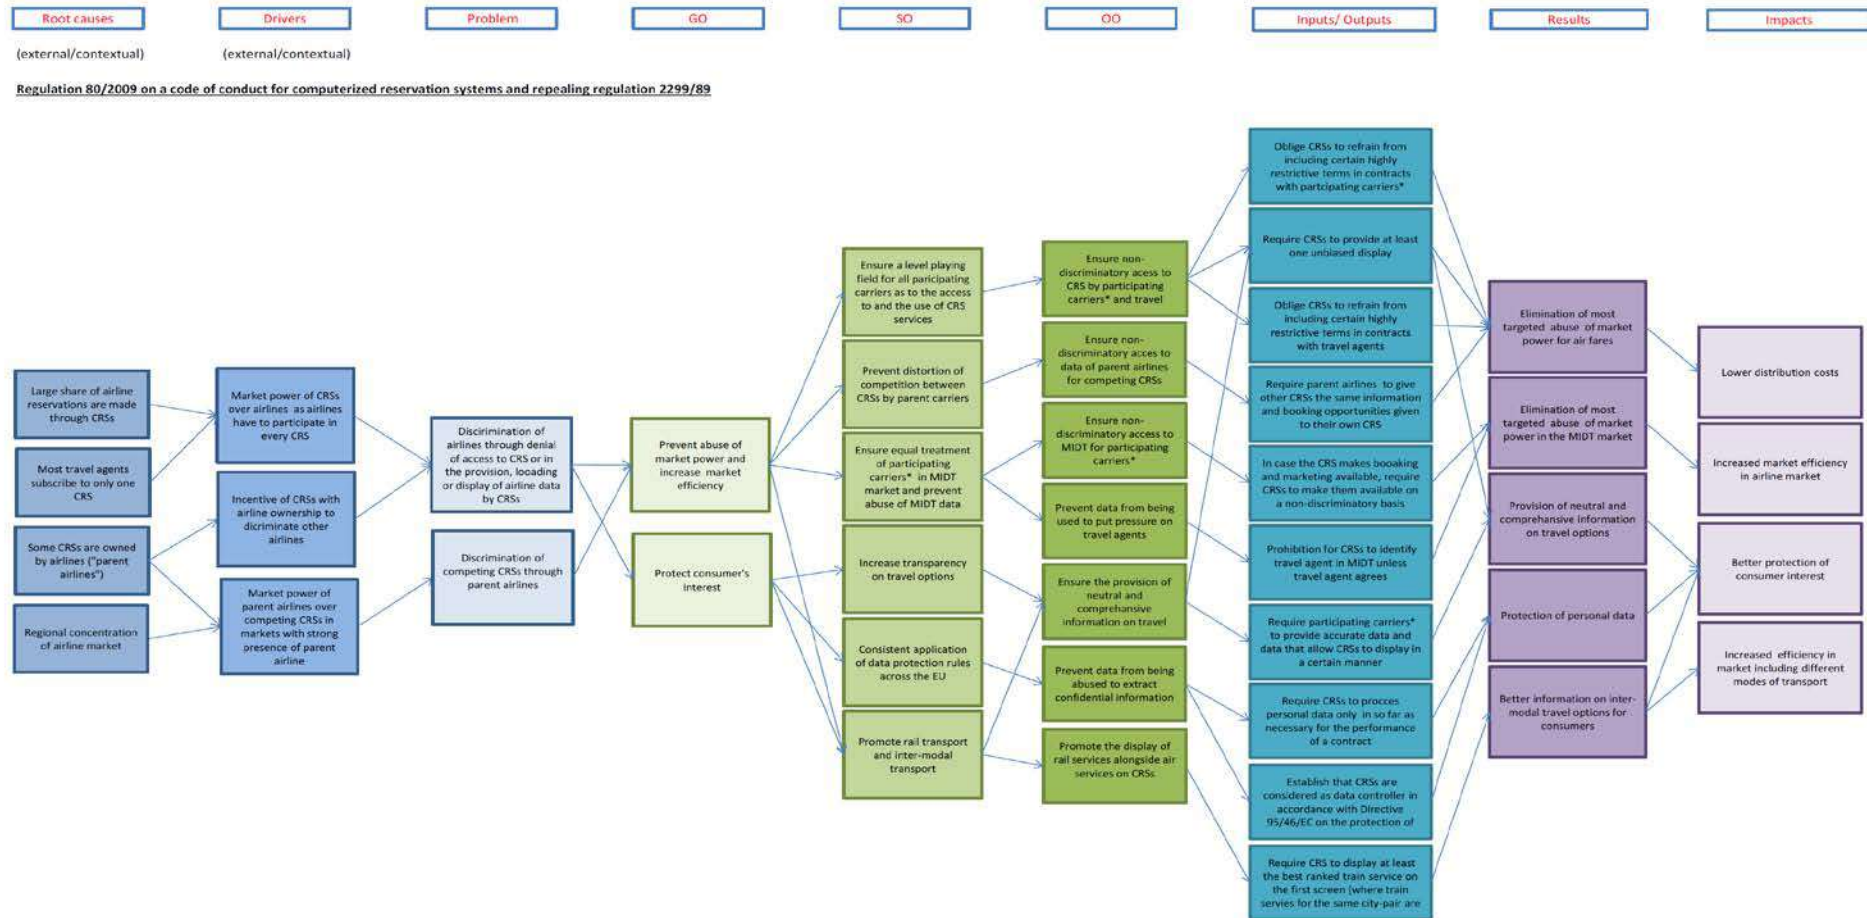 Root causes
Drivers
Problem
GO
SO
OO
Inputs/ Outputs
Results
Impacts
(external/contextual)
(external/contextual)
Regulation 80/2009 on a code of conduct for computerized reservation systems and repealing regulation 2299/89
Large share of airline
reservations are made
through CRSs
Most travel agents
subscribe to only one
CRS
Some CRSs are owned
by airlines ("parent
airlines")
Regional concentration
of airline market
Market power of CRSs
over airlines as airlines
have to participate in
every CRS
Incentive of CRSs with
airline ownership to
dicriminate other
airlines
Market power of
parent airlines over
competing CRSs in
markets with strong
presence of parent
airline
Discirimination of
airlines through denial
of access to CRS or in
the provision, locoading
or display of airline data
by CRSs
Discrimination of
competing CRSs through
parent airlines
Prevent abuse of
market power and
increase market
efficiency
Protect consumer's
interest
Ensure a level playing
field for all paricipating
carriers as to the access
to and the use of CRS
services
Prevent distortion of
competition between
CRSs by parent carriers
Ensure equal treatment
of participating
carriers* in MIDT
market and prevent
abuse of MIDT data
Increase transparency
on travel options
Consistent application
of data protection rules
across the EU
Promote rail transport
and inter-modal
transport
Ensure non-
discriminatory acess to
CRS by participating
carriers* and travel
Ensure non-
discriminatory acces to
data of parent airlines
for competing CRSs
Ensure non-
discriminatory access to
MIDT for participating
carriers*
Prevent data from being
used to put pressure on
travel agents
Ensure the provision of
neutral and
comprehansive
information on travel
Prevent data from being
abused to extract
confidential information
Promote the display of
rail services alongside air
services on CRSs
Oblige CRSs to refrain from
including certain highly
restrictive terms in contracts
with partcipating carriers*
Require CRSs to provide at least
one unbiased display
Oblige CRSs to refrain from
including certain highly
restrictive terms in contracts
with travel agents
Require parent airlines to give
other CRSs the same information
and booking opportunities given
to their own CRS
In case the CRS makes booaking
and marketing available, require
CRSs to make them available on
a non-discriminatory basis
Prohibition for CRSs to identify
travel agent in MIDT unless
travel agent agrees
Require participating carriers*
to provide accurate data and
data that allow CRSs to display in
a certain manner
Require CRSs to procces
personal data only in so far as
necessary for the performance
of a contract
Establish that CRSs are
considered as data controller in
accordance with Directive
95/46/EC on the protection of
Require CRS to display at least
the best ranked train service on
the first screen (where train
servies for the same city-pair are
Elimination of most
targeted abuse of market
power for air fares
Elimination of most
targeted abuse of market
power in the MIDT market
Provision of neutral and
comprehensive information
on travel options
Protection of personal data
Better information on inter-
modal travel options for
consumers
Lower distribution costs
Increased market efficiency
in airline market
Better protection of
consumer interest
Increased efficiency in
market including different
modes of transport